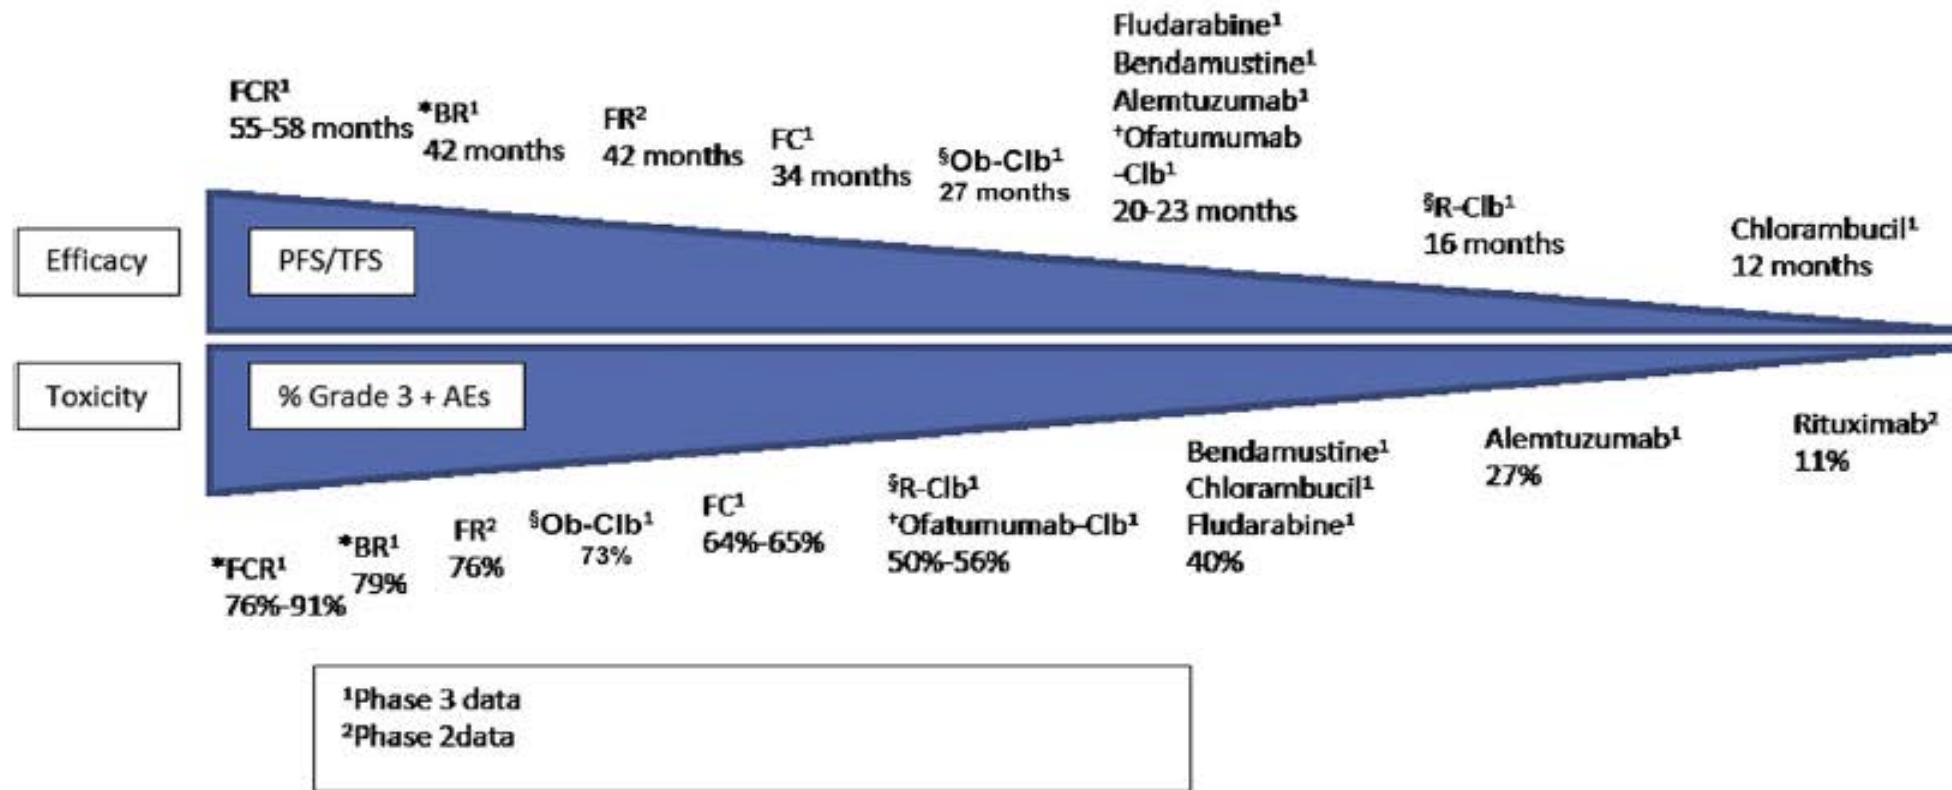 FCR¹
55-58 months
*BR¹
42 months
FR²
42 months
FC¹
34 months
§Ob-Clb¹
27 months
Fludarabine¹
Bendamustine¹
Alemtuzumab¹
⁺Ofatumumab
-Clb¹
20-23 months
§R-Clb¹
16 months
Chlorambucil¹
12 months
Efficacy
PFS/TFS
Toxicity
% Grade 3 + AEs
*FCR¹
76%-91%
*BR¹
79%
FR²
76%
§Ob-Clb¹
73%
FC¹
64%-65%
§R-Clb¹
⁺Ofatumumab-Clb¹
50%-56%
Bendamustine¹
Chlorambucil¹
Fludarabine¹
40%
Alemtuzumab¹
27%
Rituximab²
11%
¹Phase 3 data
²Phase 2data